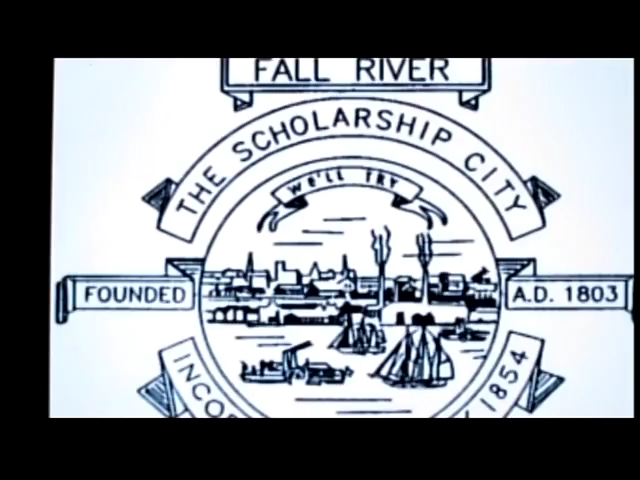 FALL RIVER
THE SCHOLARSHIP CITY
WE'LL TRY
FOUNDED
A.D. 1803
1854